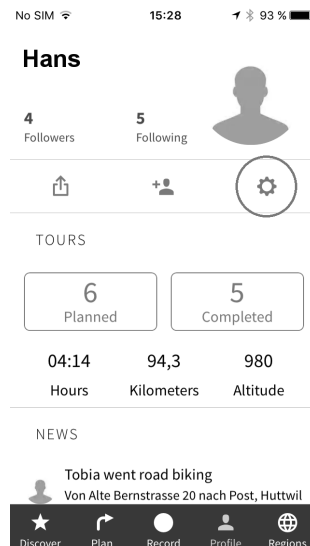 No SIM 15:28 93 %
Hans
4 5
Followers Following
TOURS
6 5
Planned Completed
04:14 94,3 980
Hours Kilometers Altitude
NEWS
Tobia went road biking
Von Alte Bernstrasse 20 nach Post, Huttwil
Discover Plan Record Profile Regions